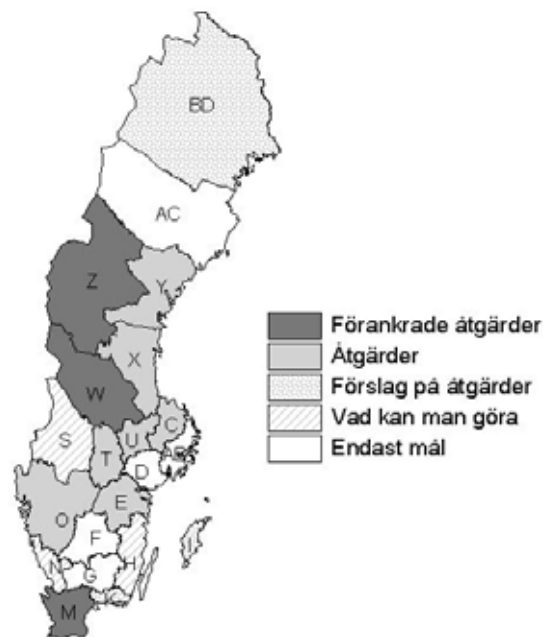 BD
AC
Z
Y
X
W
S
C
U
T
D
O
E
F
I
N
G
H
M
Förankrade åtgärder
Åtgärder
Förslag på åtgärder
Vad kan man göra
Endast mål